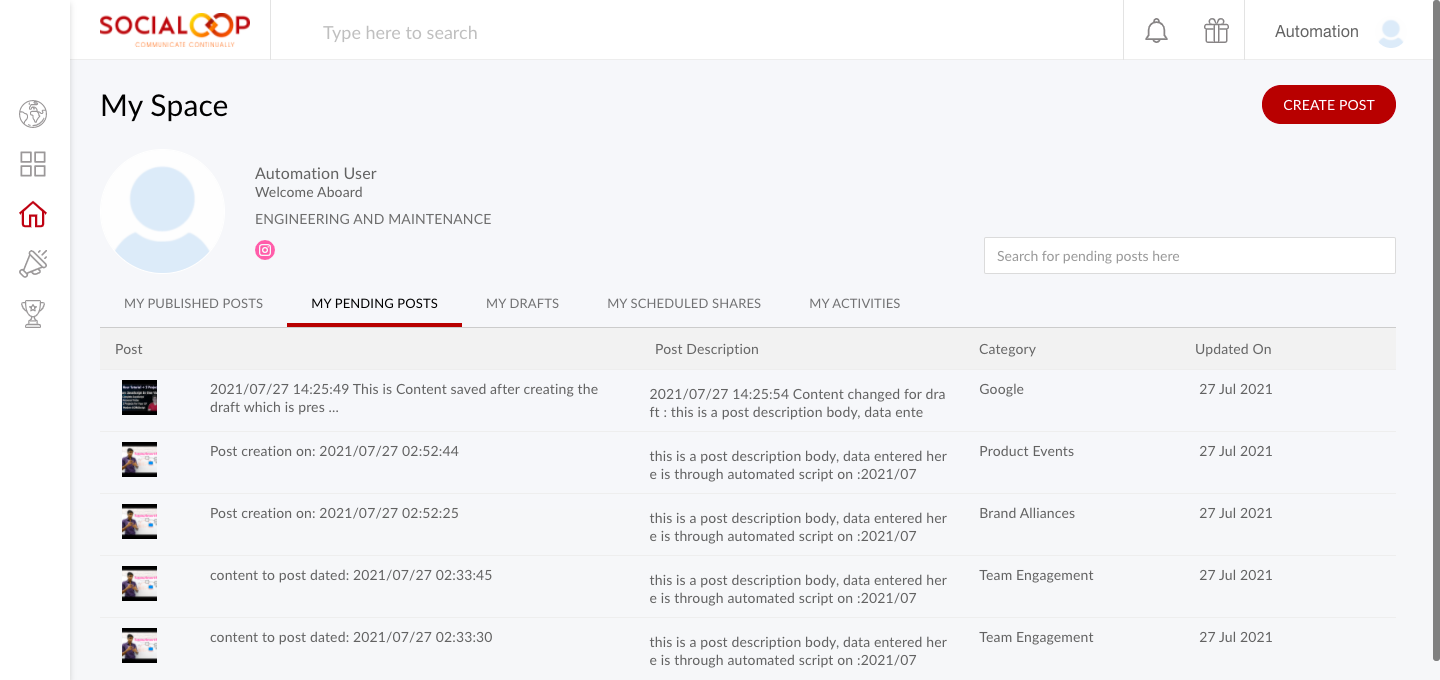 SOCIALOOP
COMMUNICATE CONTINUALLY
Type here to search
Automation
My Space
CREATE POST
Automation User
Welcome Aboard
ENGINEERING AND MAINTENANCE
Search for pending posts here
MY PUBLISHED POSTS MY PENDING POSTS MY DRAFTS MY SCHEDULED SHARES MY ACTIVITIES
Post Post Description Category Updated On
2021/07/27 14:25:49 This is Content saved after creating the
draft which is pres ...
2021/07/27 14:25:54 Content changed for dra
ft : this is a post description body, data ente
Google
27 Jul 2021
Post creation on: 2021/07/27 02:52:44
this is a post description body, data entered her
e is through automated script on :2021/07
Product Events
27 Jul 2021
Post creation on: 2021/07/27 02:52:25
this is a post description body, data entered her
e is through automated script on :2021/07
Brand Alliances
27 Jul 2021
content to post dated: 2021/07/27 02:33:45
this is a post description body, data entered her
e is through automated script on :2021/07
Team Engagement
27 Jul 2021
content to post dated: 2021/07/27 02:33:30
this is a post description body, data entered her
e is through automated script on :2021/07
Team Engagement
27 Jul 2021